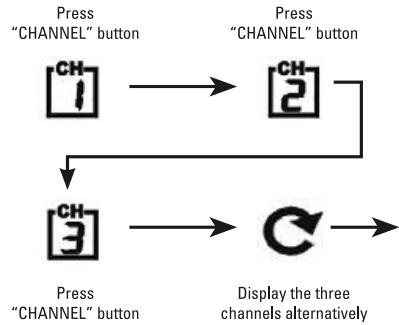 Press
“CHANNEL” button
Press
“CHANNEL” button
CH
1
CH
2
CH
3
Press
“CHANNEL” button
Display the three
channels alternatively